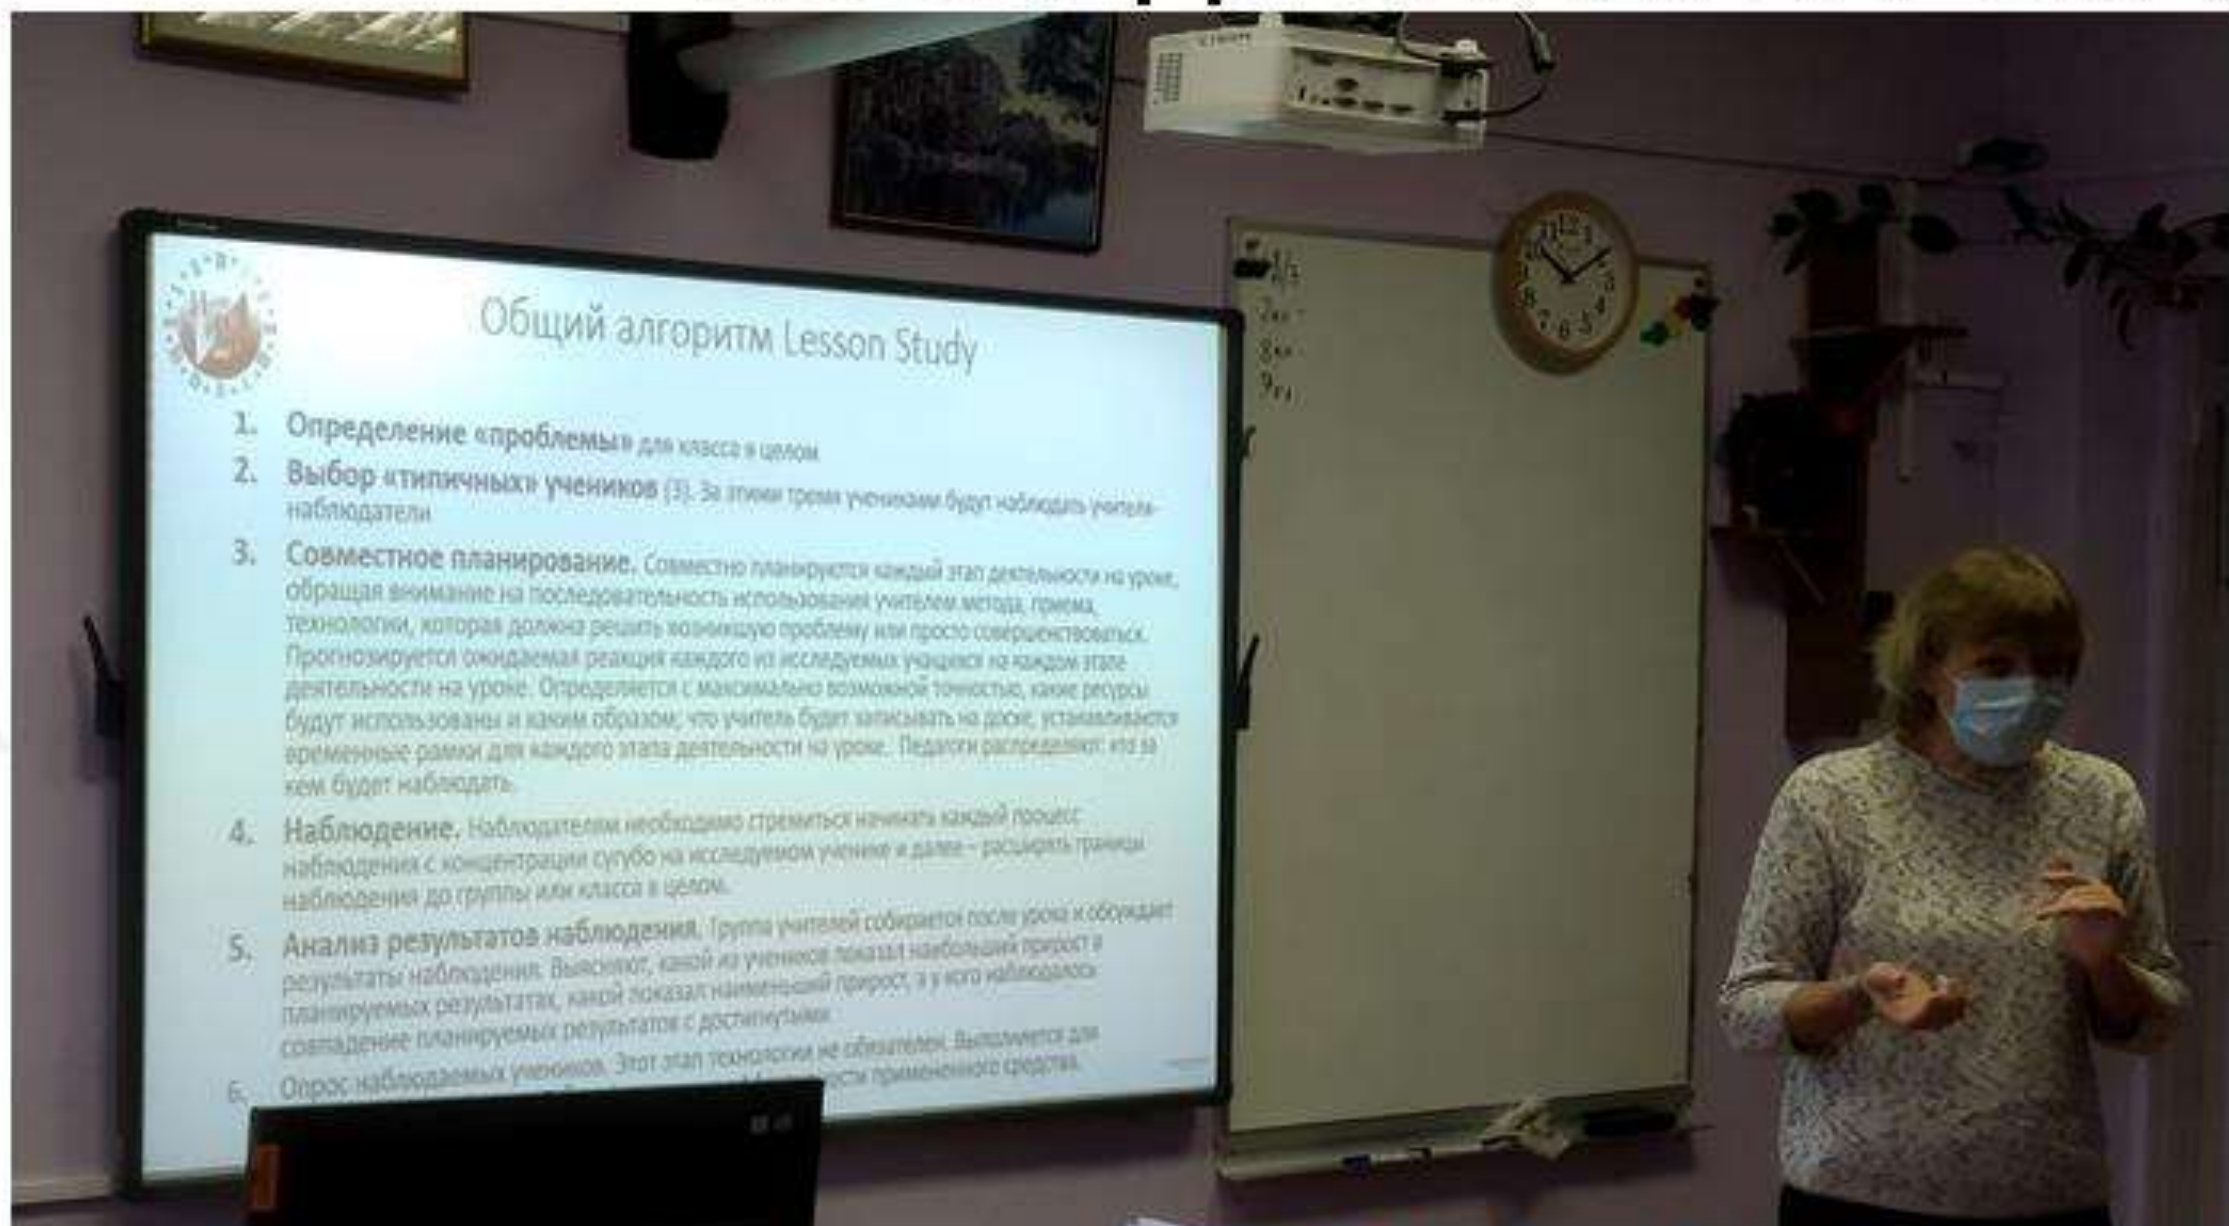 Общий алгоритм Lesson Study
1. Определение «проблемы» для класса в целом
2. Выбор «типичных» учеников (3). За этими тремя учениками будут наблюдать учителя-
наблюдатели
3. Совместное планирование. Совместно планируются каждый этап деятельности на уроке,
обращая внимание на последовательность использования учителем метода, приема,
технологии, которая должна решить возникшую проблему или просто совершенствоваться.
Прогнозируется ожидаемая реакция каждого из исследуемых учащихся на каждом этапе
деятельности на уроке. Определяется с максимально возможной точностью, какие ресурсы
будут использованы и каким образом; что учитель будет записывать на доске, устанавливаются
временные рамки для каждого этапа деятельности на уроке. Педагоги распределяют: кто за
кем будет наблюдать.
4. Наблюдение. Наблюдателям необходимо стремиться начинать каждый процесс
наблюдения с концентрации сугубо на исследуемом ученике и далее – расширять границы
наблюдения до группы или класса в целом.
5. Анализ результатов наблюдения. Группа учителей собирается после урока и обсуждает
результаты наблюдения. Выясняют, какой из учеников показал наибольший прирост в
планируемых результатах, какой показал наименьший прирост, а у кого наблюдалось
совпадение планируемых результатов с достигнутыми
6. Опрос наблюдаемых учеников. Этот этап технологии не обязателен. Выполняется для
примененного средства.